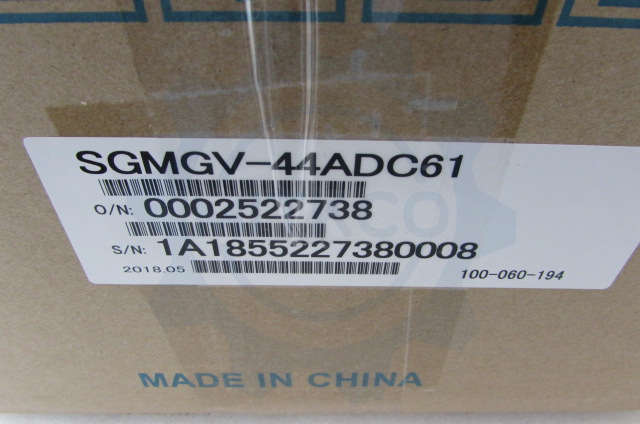 SGMGV-44ADC61
O/N: 0002522738
S/N: 1A1855227380008
2018.05
100-060-194
MADE IN CHINA